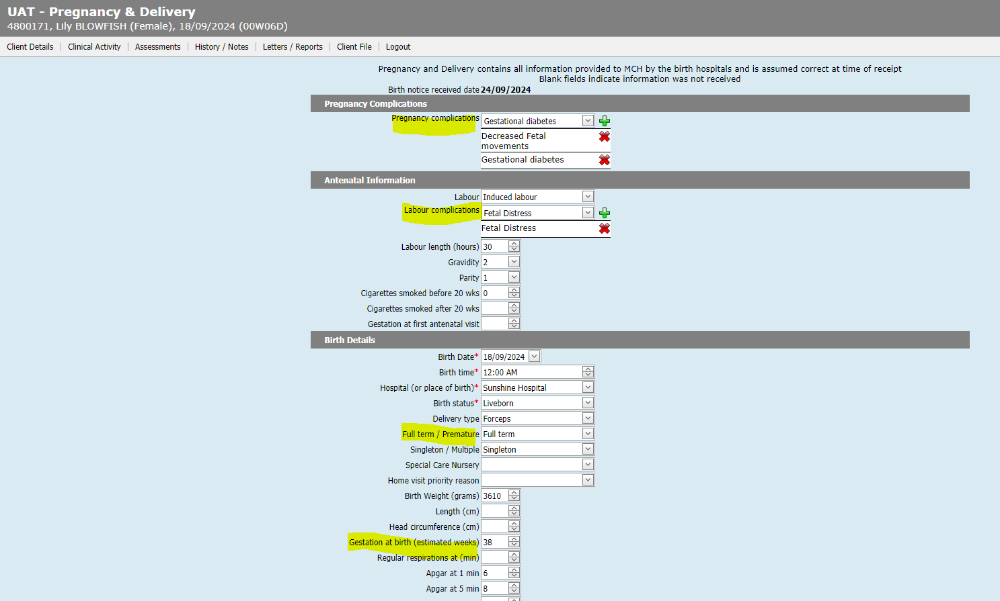 UAT - Pregnancy & Delivery
4800171, Lily BLOWFISH (Female), 18/09/2024 (00W06D)
Client Details | Clinical Activity | Assessments | History / Notes | Letters / Reports | Client File | Logout
Pregnancy and Delivery contains all information provided to MCH by the birth hospitals and is assumed correct at time of receipt
Blank fields indicate information was not received
Birth notice received date 24/09/2024
Pregnancy Complications
Pregnancy complications Gestational diabetes
Decreased Fetal
movements
Gestational diabetes
Antenatal Information
Labour Induced labour
Labour complications Fetal Distress
Fetal Distress
Labour length (hours) 30
Gravidity 2
Parity 1
Cigarettes smoked before 20 wks 0
Cigarettes smoked after 20 wks
Gestation at first antenatal visit
Birth Details
Birth Date* 18/09/2024
Birth time* 12:00 AM
Hospital (or place of birth)* Sunshine Hospital
Birth status* Liveborn
Delivery type Forceps
Full term / Premature Full term
Singleton / Multiple Singleton
Special Care Nursery
Home visit priority reason
Birth Weight (grams) 3610
Length (cm)
Head circumference (cm)
Gestation at birth (estimated weeks) 38
Regular respirations at (min)
Apgar at 1 min 6
Apgar at 5 min 8